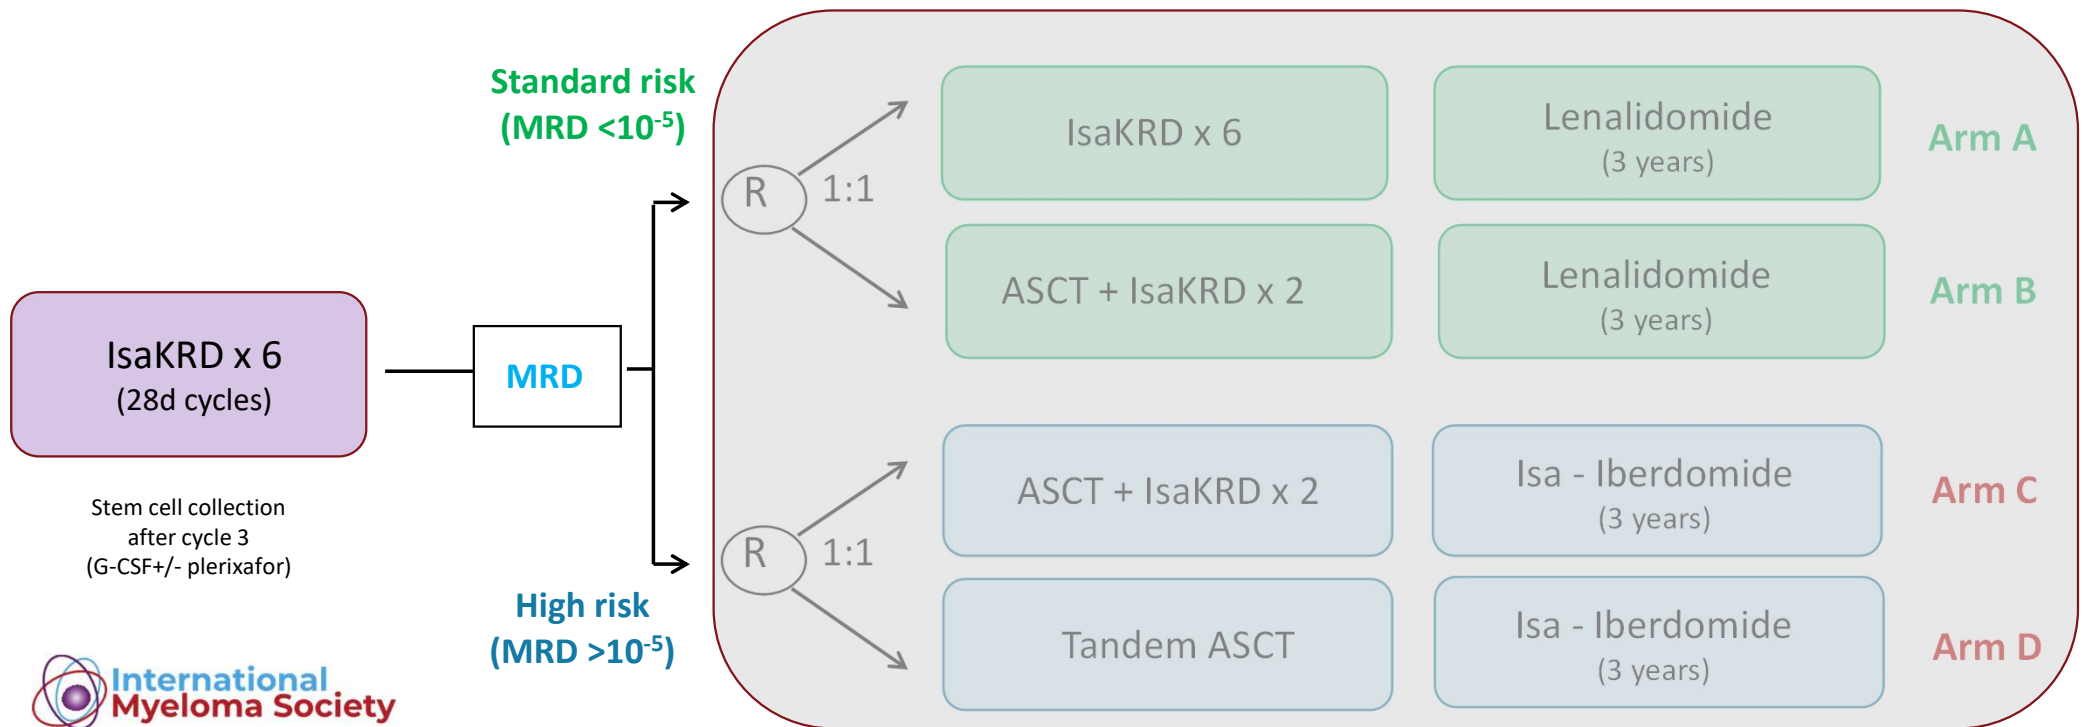 IsaKRD x 6
(28d cycles)
Stem cell collection
after cycle 3
(G-CSF+/- plerixafor)
MRD
Standard risk
(MRD <10⁻⁵)
R
1:1
IsaKRD x 6
Lenalidomide
(3 years)
Arm A
ASCT + IsaKRD x 2
Lenalidomide
(3 years)
Arm B
High risk
(MRD >10⁻⁵)
R
1:1
ASCT + IsaKRD x 2
Isa - Iberdomide
(3 years)
Arm C
Tandem ASCT
Isa - Iberdomide
(3 years)
Arm D
International
Myeloma Society